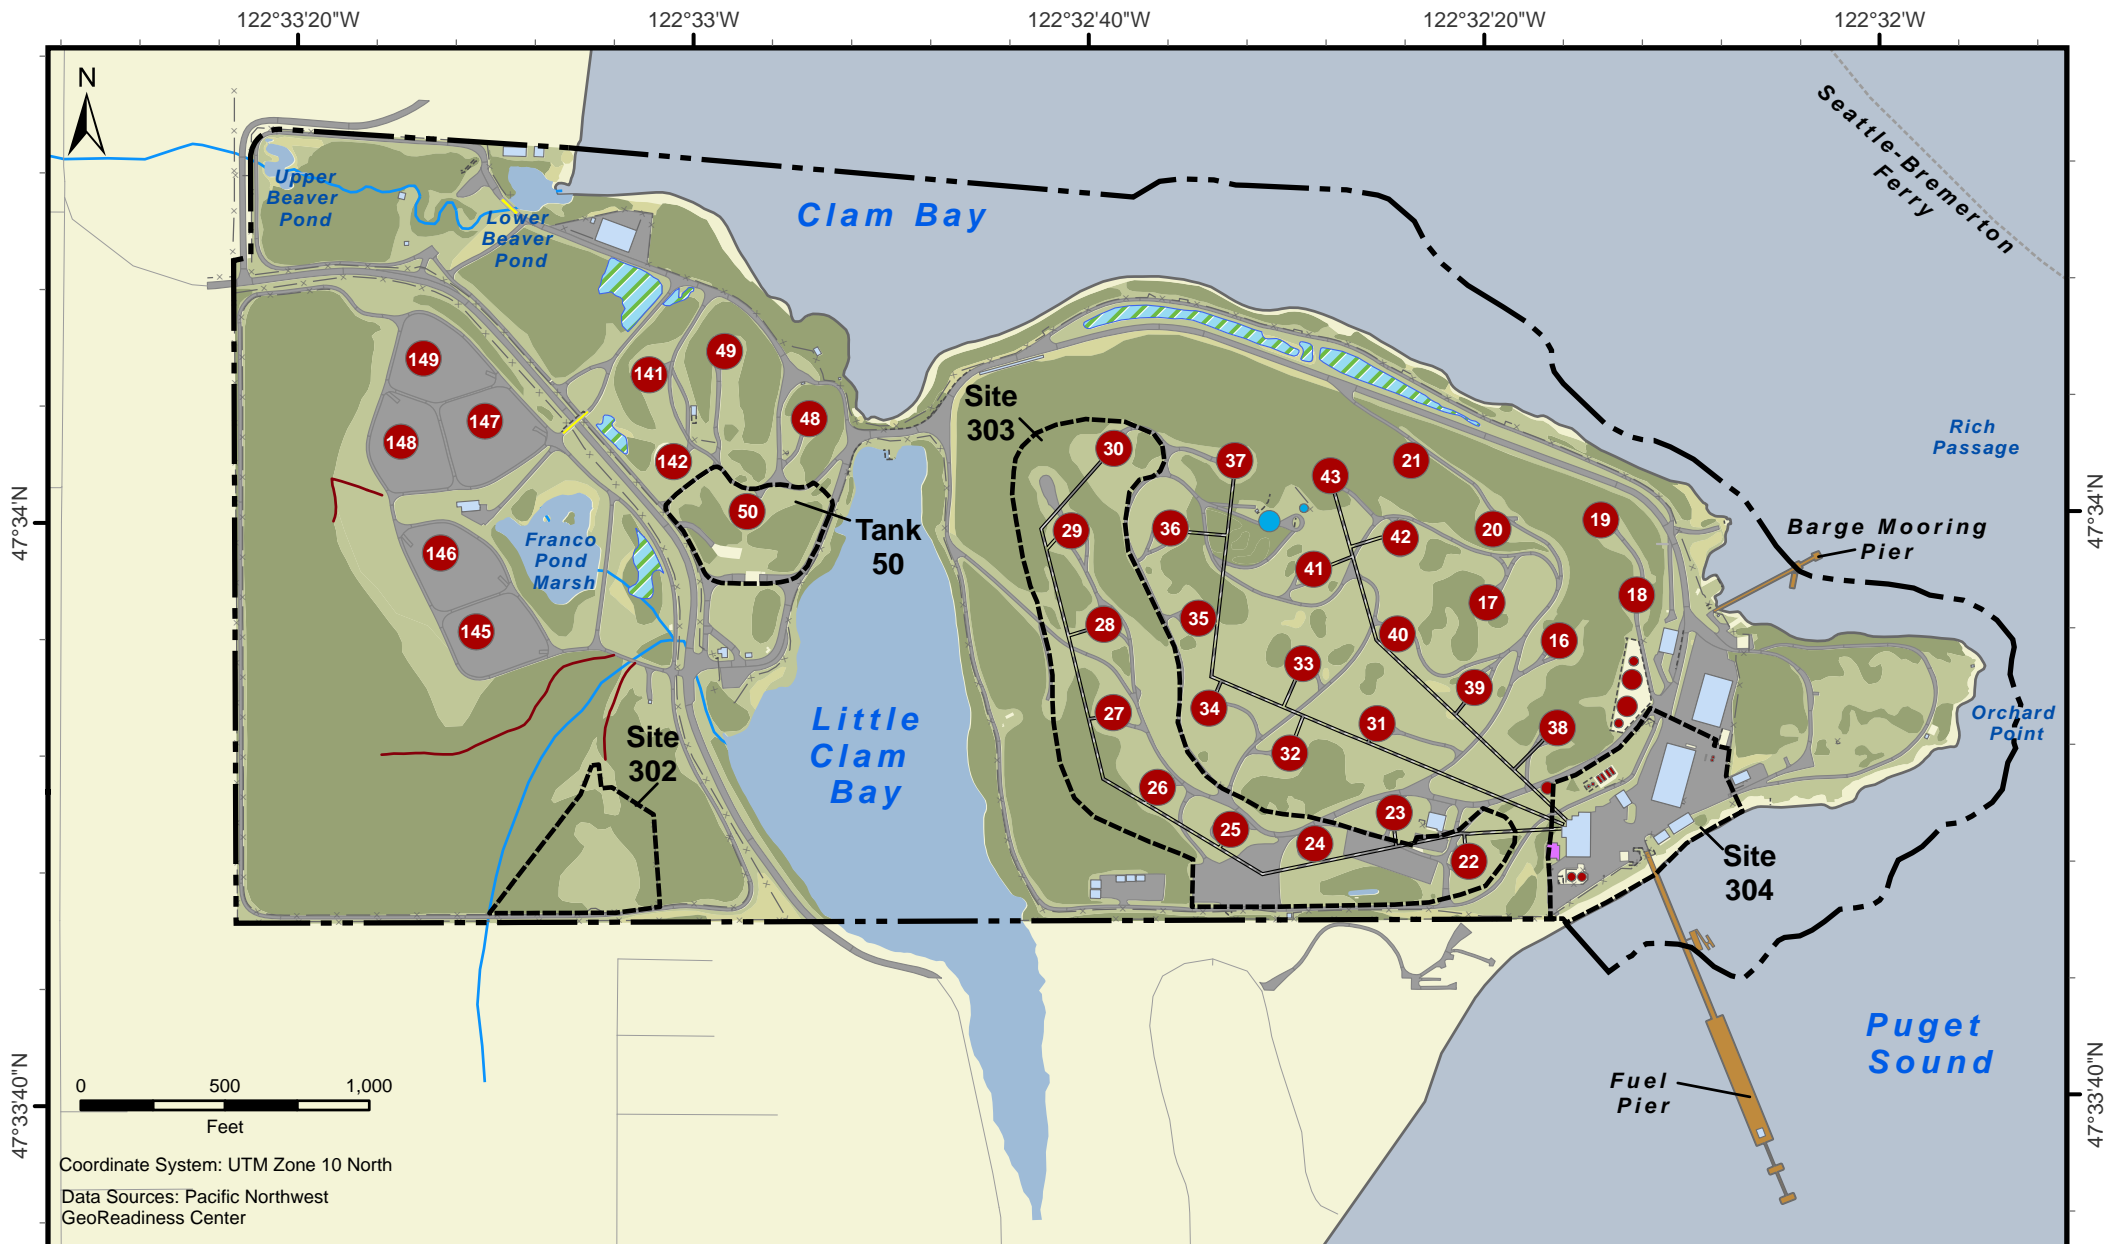 122°33'20"W
122°33'W
122°32'40"W
122°32'20"W
122°32'W
N
Seattle-Bremerton
Ferry
Upper
Beaver
Pond
Lower
Beaver
Pond
Clam Bay
149
141
49
147
148
48
142
50
Tank
50
Site
303
30
37
43
21
Rich
Passage
29
36
42
20
19
41
Barge Mooring
Pier
47°34'N
47°34'N
Franco
Pond
Marsh
146
145
28
35
17
18
40
16
33
39
27
34
31
38
32
Orchard
Point
Little
Clam
Bay
Site
302
26
25
24
23
22
Site
304
Puget
Sound
Fuel
Pier
47°33'40"N
47°33'40"N
0 500 1,000
Feet
Coordinate System: UTM Zone 10 North
Data Sources: Pacific Northwest
GeoReadiness Center